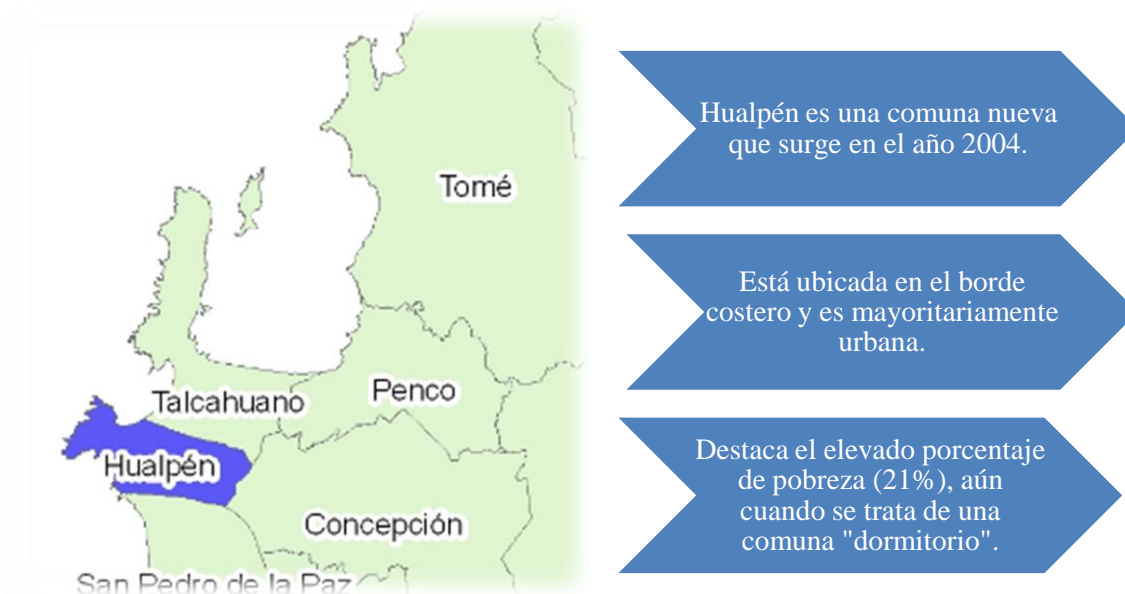 Tomé
Talcahuano
Penco
Hualpén
Concepción
San Pedro de la Paz
Hualpén es una comuna nueva
que surge en el año 2004.
Está ubicada en el borde
costero y es mayoritariamente
urbana.
Destaca el elevado porcentaje
de pobreza (21%), aún
cuando se trata de una
comuna "dormitorio".